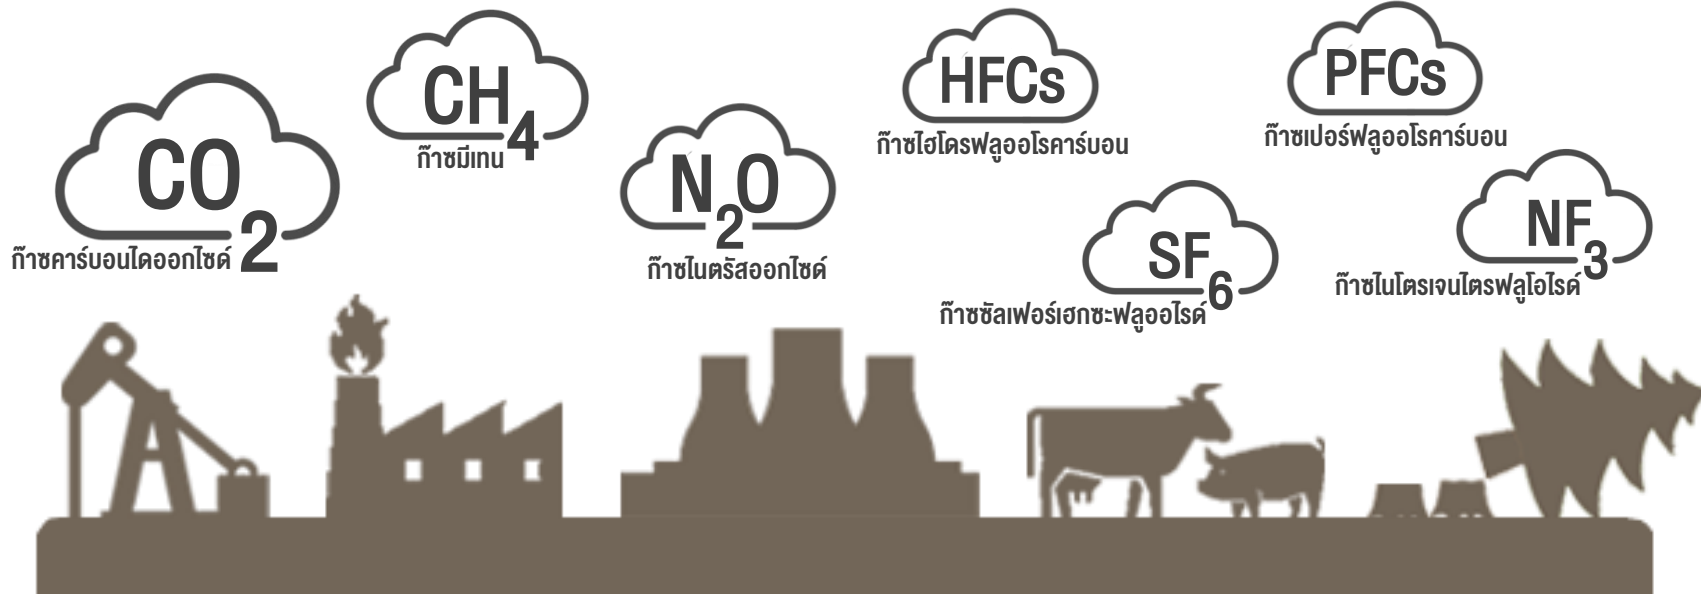 CO2
ก๊าซคาร์บอนไดออกไซด์
CH4
ก๊าซมีเทน
N2O
ก๊าซไนตรัสออกไซด์
HFCs
ก๊าซไฮโดรฟลูออโรคาร์บอน
SF6
ก๊าซซัลเฟอร์เฮกซะฟลูออไรด์
PFCs
ก๊าซเปอร์ฟลูออโรคาร์บอน
NF3
ก๊าซไนโตรเจนไตรฟลูโอไรด์